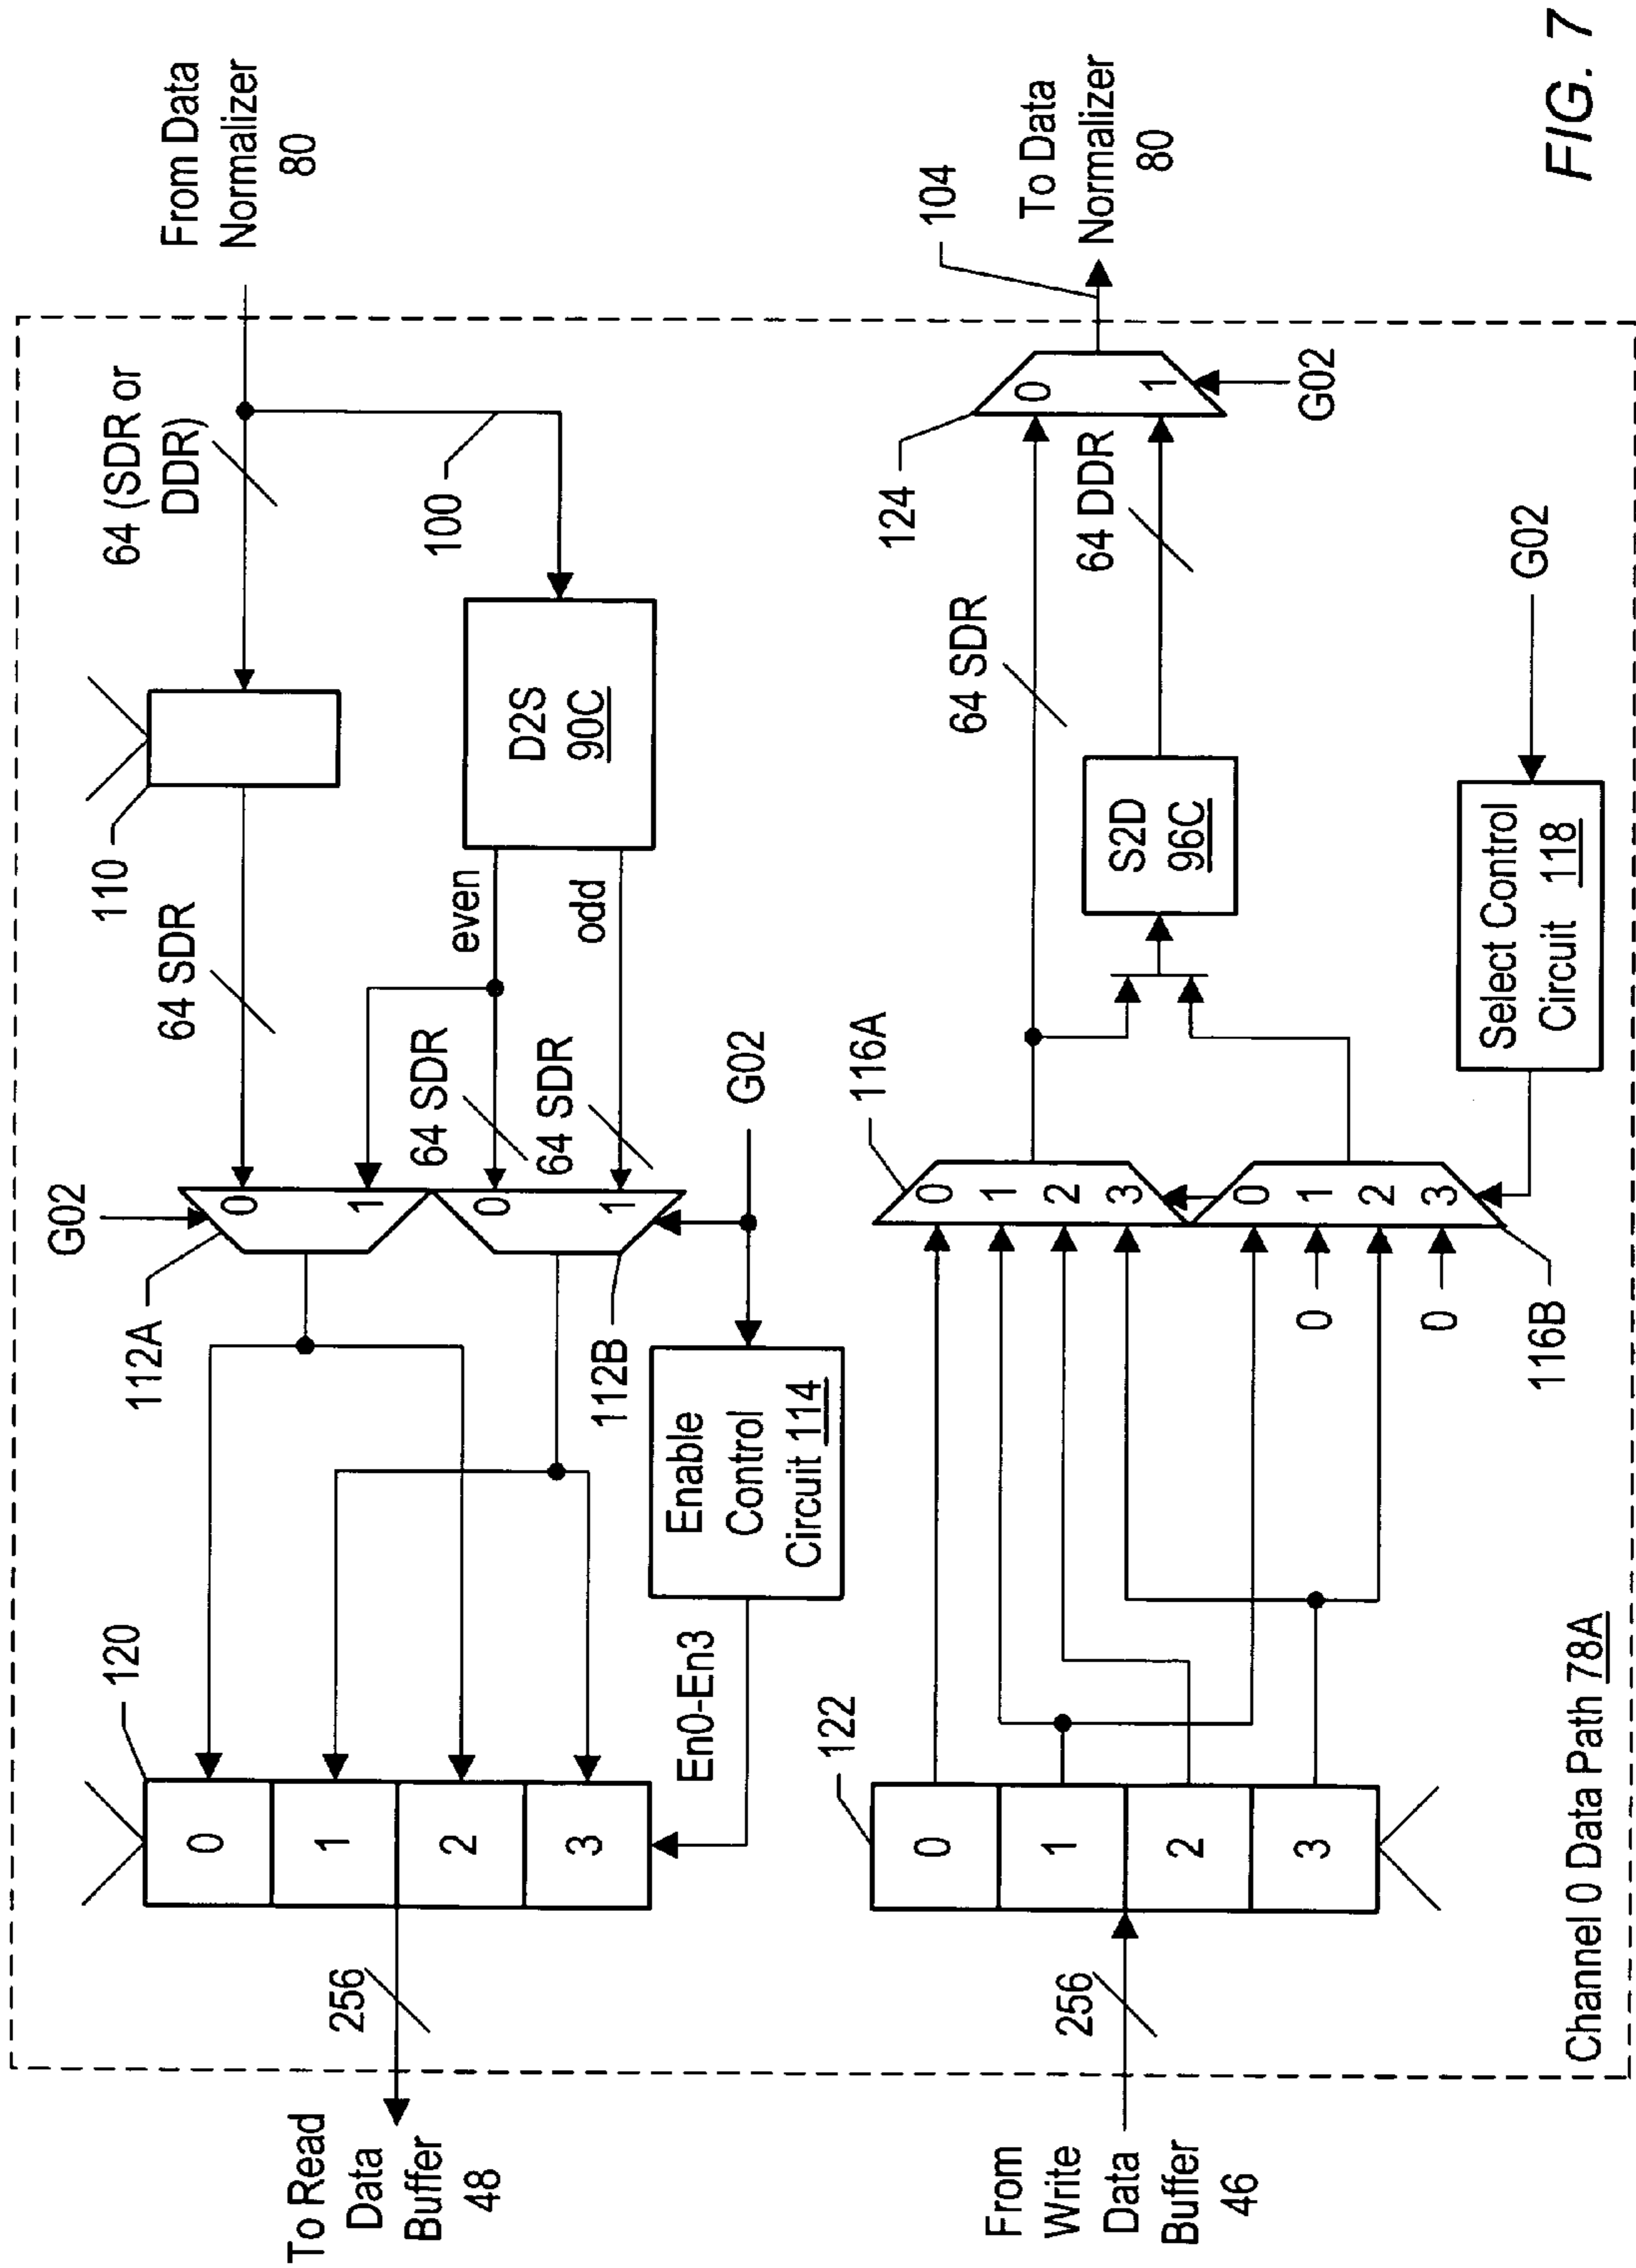 From Data
Normalizer
80
64 (SDR or
DDR)
100
110
64 SDR
D2S
90C
even
odd
64 SDR
64 SDR
G02
0
1
0
1
112A
112B
G02
Enable
Control
Circuit 114
En0-En3
120
0
1
2
3
256
To Read
Data
Buffer
48
To Data
Normalizer
80
104
124
0
1
G02
64 SDR
64 DDR
S2D
96C
G02
Select Control
Circuit 118
116A
0
1
2
3
0
1
2
3
0
0
116B
122
0
1
2
3
256
From
Write
Data
Buffer
46
Channel 0 Data Path 78A
FIG. 7